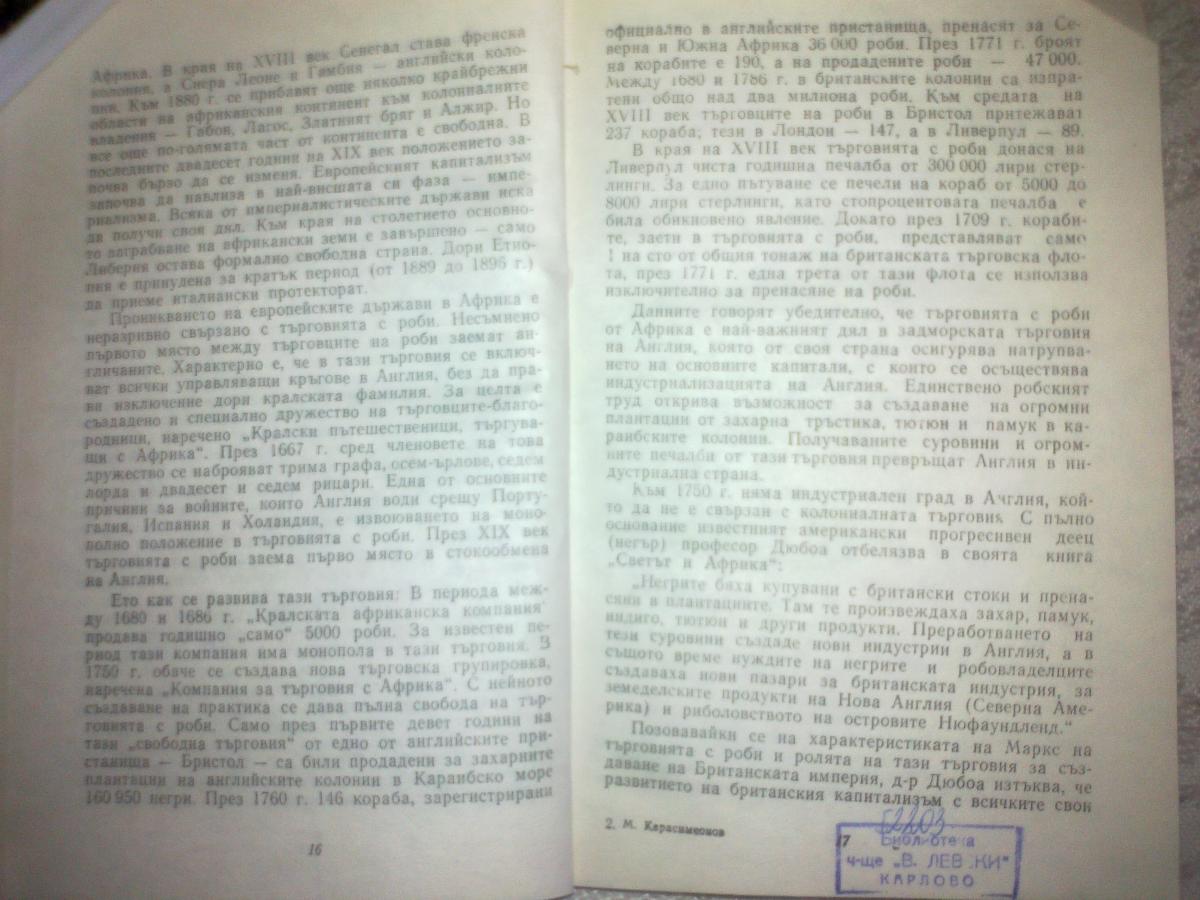 Африка. В края на XVIII век Сенегал става френска
колония, а Сиера Леоне и Гамбия — английски коло-
нии. Към 1880 г. се прибавят още няколко крайбрежни
области на африканския континент към колониалните
владения — Габон, Лагос, Златният бряг и Алжир. Но
все още по-голямата част от континента е свободна. В
последните двадесет години на XIX век положението за-
почва бързо да се изменя. Европейският капитализъм
започва да навлиза в най-висшата си фаза — импе-
риализма. Всяка от империалистическите държави иска
да получи своя дял. Към края на столетието основно-
то заграбване на африкански земи е завършено — само
Либерия остава формално свободна страна. Дори Етио-
пия е принудена за кратък период (от 1889 до 1896 г.)
да приеме италиански протекторат.
Проникването на европейските държави в Африка е
неразривно свързано с търговията с роби. Несъмнено
първото място между търговците на роби заемат ан-
гличаните. Характерно е, че в тази търговия се включ-
ват всички управляващи кръгове в Англия, без да пра-
ви изключение дори кралската фамилия. За целта е
създадено и специално дружество на търговците-благо-
родници, наречено „Кралски пътешественици, търгува-
щи с Африка“. През 1667 г. сред членовете на това
дружество се наброяват трима графа, осем-ърлове, седем
лорда и двадесет и седем рицари. Една от основните
причини за войните, които Англия води срещу Порту-
галия, Испания и Холандия, е извоюването на моно-
полно положение в търговията с роби. През XIX век
търговията с роби заема първо място в стокообмена
на Англия.
Ето как се развива тази търговия: В периода меж-
ду 1680 и 1686 г. „Кралската африканска компания“
продава годишно „само“ 5000 роби. За известен пе-
риод тази компания има монопола в тази търговия. В
1750 г. обаче се създава нова търговска групировка,
наречена „Компания за търговия с Африка“. С нейното
създаване на практика се дава пълна свобода на тър-
говията с роби. Само през първите девет години на
тази „свободна търговия“ от едно от английските при-
станища — Бристол — са били продадени за захарните
плантации на английските колонии в Караибско море
160 950 негри. През 1760 г. 146 кораба, зарегистрирани
16
официално в английските пристанища, пренасят за Се-
верна и Южна Африка 36 000 роби. През 1771 г. броят
на корабите е 190, а на продадените роби — 47 000.
Между 1680 и 1786 г. в британските колонии са изпра-
тени общо над два милиона роби. Към средата на
XVIII век търговците на роби в Бристол притежават
237 кораба; тези в Лондон — 147, а в Ливерпул — 89.
В края на XVIII век търговията с роби донася на
Ливерпул чиста годишна печалба от 300 000 лири стер-
линги. За едно пътуване се печели на кораб от 5000 до
8000 лири стерлинги, като стопроцентовата печалба е
била обикновено явление. Докато през 1709 г. кораби-
те, заети в търговията с роби, представляват само
1 на сто от общия тонаж на британската търговска фло-
та, през 1771 г. една трета от тази флота се използва
изключително за пренасяне на роби.
Данните говорят убедително, че търговията с роби
от Африка е най-важният дял в задморската търговия
на Англия, която от своя страна осигурява натрупва-
нето на основните капитали, с които се осъществява
индустриализацията на Англия. Единствено робският
труд открива възможност за създаване на огромни
плантации от захарна тръстика, тютюн и памук в ка-
раибските колонии. Получаваните суровини и огром-
ните печалби от тази търговия превръщат Англия в ин-
дустриална страна.
Към 1750 г. няма индустриален град в Англия, кой-
то да не е свързан с колониалната търговия. С пълно
основание известният американски прогресивен деец
(негър) професор Дюбоа отбелязва в своята книга
„Светът и Африка“:
„Негрите бяха купувани с британски стоки и прена-
сяни в плантациите. Там те произвеждаха захар, памук,
индиго, тютюн и други продукти. Преработването на
тези суровини създаде нови индустрии в Англия, а в
същото време нуждите на негрите и робовладелците
създаваха нови пазари за британската индустрия, за
земеделските продукти на Нова Англия (Северна Аме-
рика) и риболовството на островите Нюфаундленд.“
Позовавайки се на характеристиката на Маркс на
търговията с роби и ролята на тази търговия за съз-
даване на Британската империя, д-р Дюбоа изтъква, че
развитието на британския капитализъм с всичките свои
2. М. Карасимеонов
17
Библиотека
ч-ще „В. ЛЕВСКИ“
КАРЛОВО